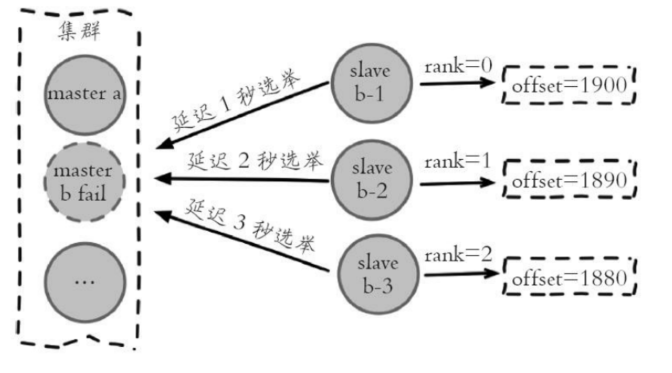 集群
master a
master
b fail
...
延迟 1 秒选举
延迟 2 秒选举
延迟 3 秒选举
slave
b-1
rank=0
offset=1900
slave
b-2
rank=1
offset=1890
slave
b-3
rank=2
offset=1880